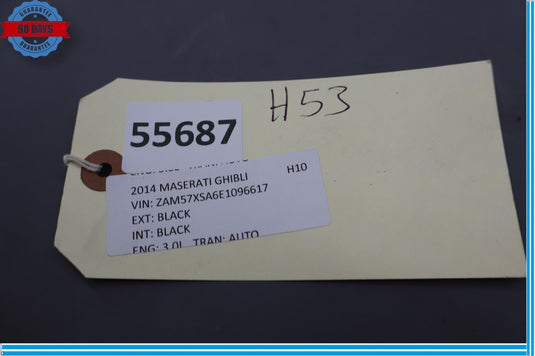 GUARANTEE
90 DAYS
GUARANTEE
H53
55687
2014 MASERATI GHIBLI H10
VIN: ZAM57XSA6E1096617
EXT: BLACK
INT: BLACK
ENG: 3.0L TRAN: AUTO